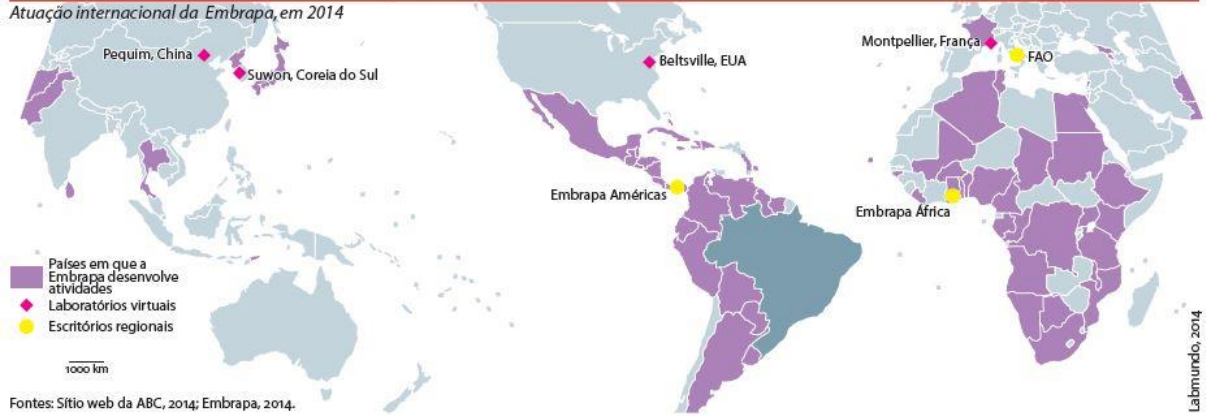 Atuação internacional da Embrapa, em 2014
Pequim, China
Suwon, Coreia do Sul
Beltsville, EUA
Montpellier, França
FAO
Embrapa Américas
Embrapa África
Países em que a
Embrapa desenvolve
atividades
Laboratórios virtuais
Escritórios regionais
1000 km
Fontes: Sítio web da ABC, 2014; Embrapa, 2014.
Labmundo, 2014